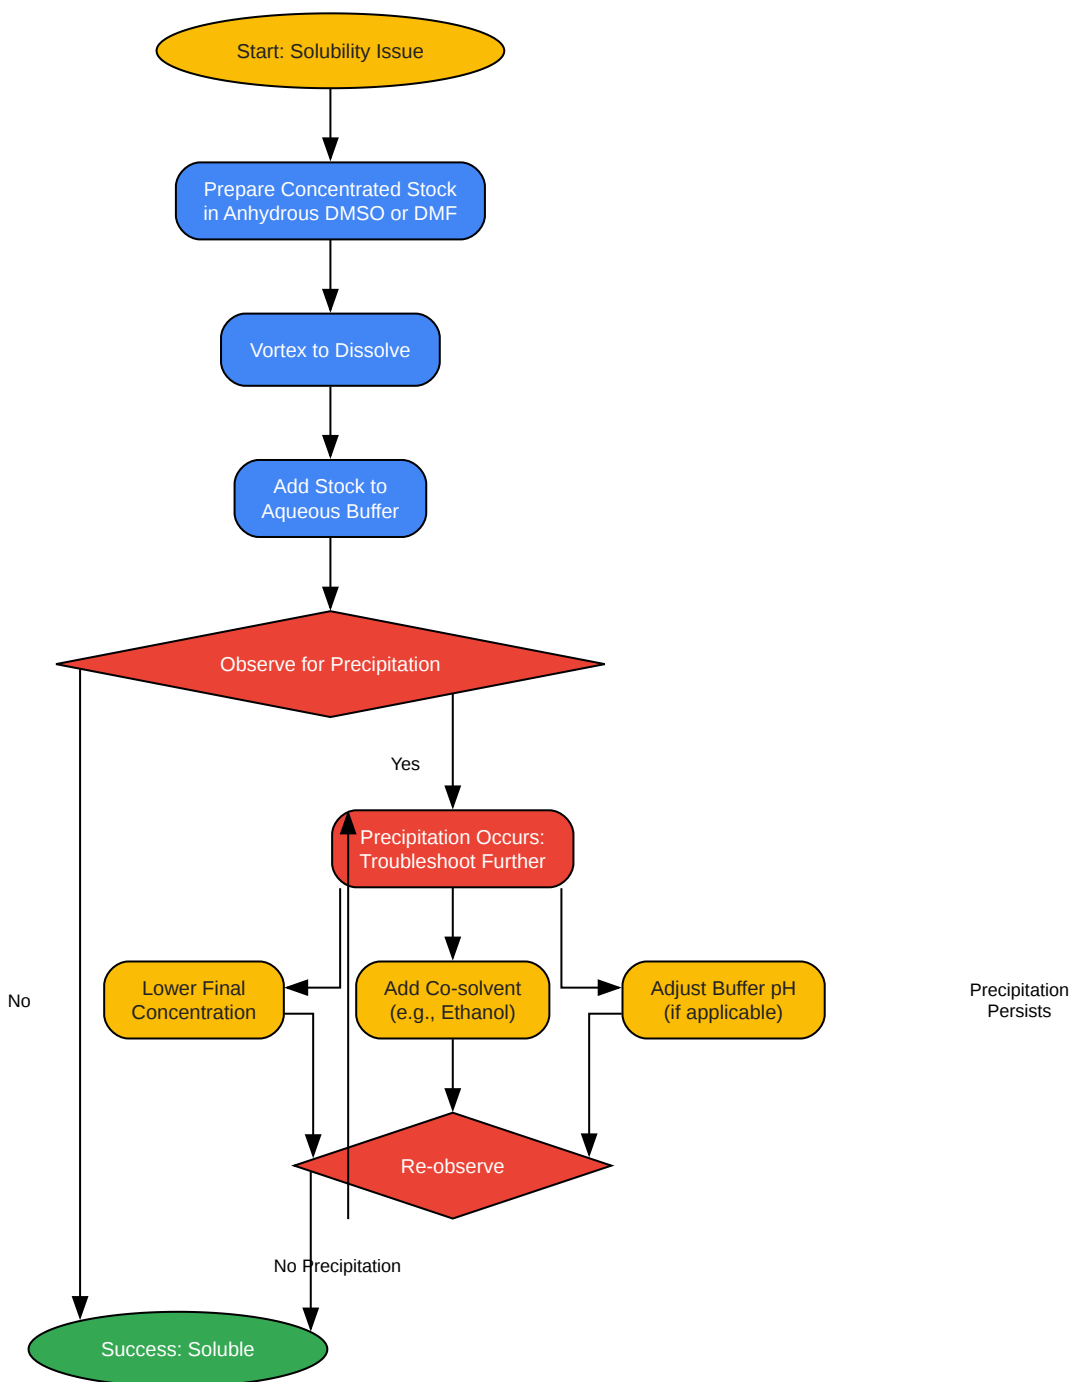 Start: Solubility Issue
Prepare Concentrated Stock
in Anhydrous DMSO or DMF
Vortex to Dissolve
Add Stock to
Aqueous Buffer
Observe for Precipitation
Yes
Precipitation Occurs:
Troubleshoot Further
Lower Final
Concentration
Add Co-solvent
(e.g., Ethanol)
Adjust Buffer pH
(if applicable)
Precipitation
Persists
No
Re-observe
No Precipitation
Success: Soluble